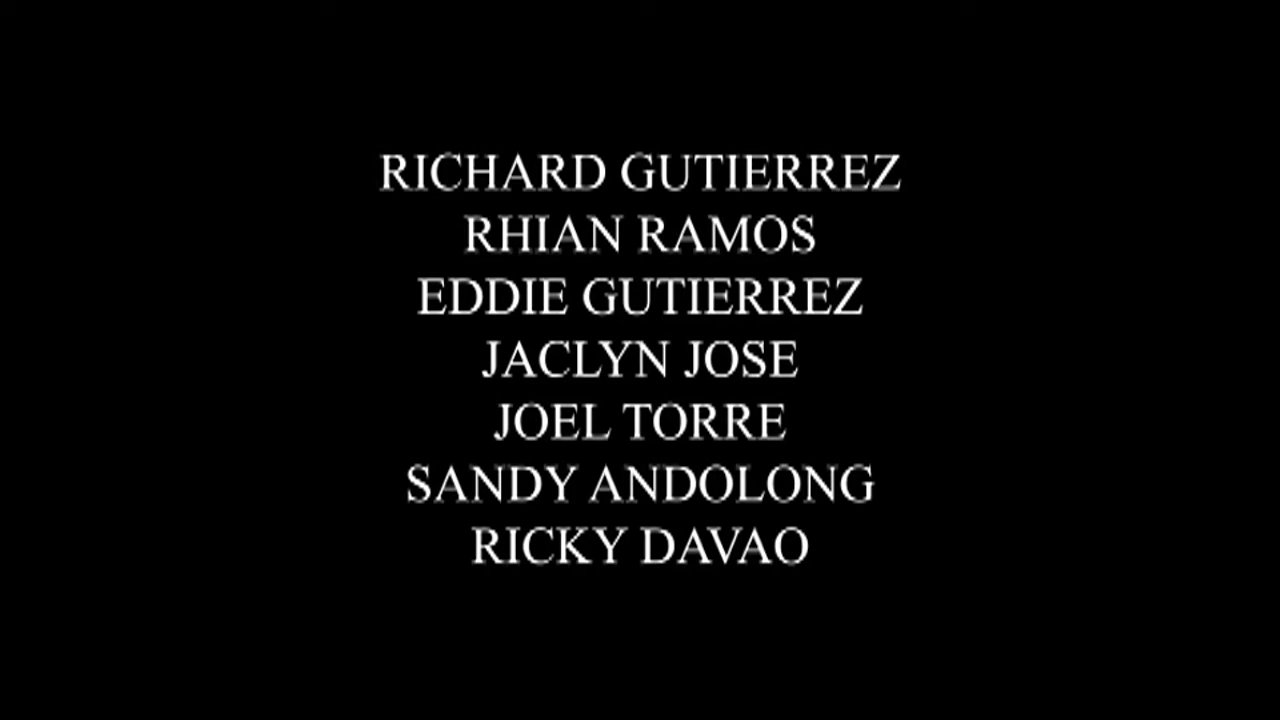 RICHARD GUTIERREZ
RHIAN RAMOS
EDDIE GUTIERREZ
JACLYN JOSE
JOEL TORRE
SANDY ANDOLONG
RICKY DAVAO